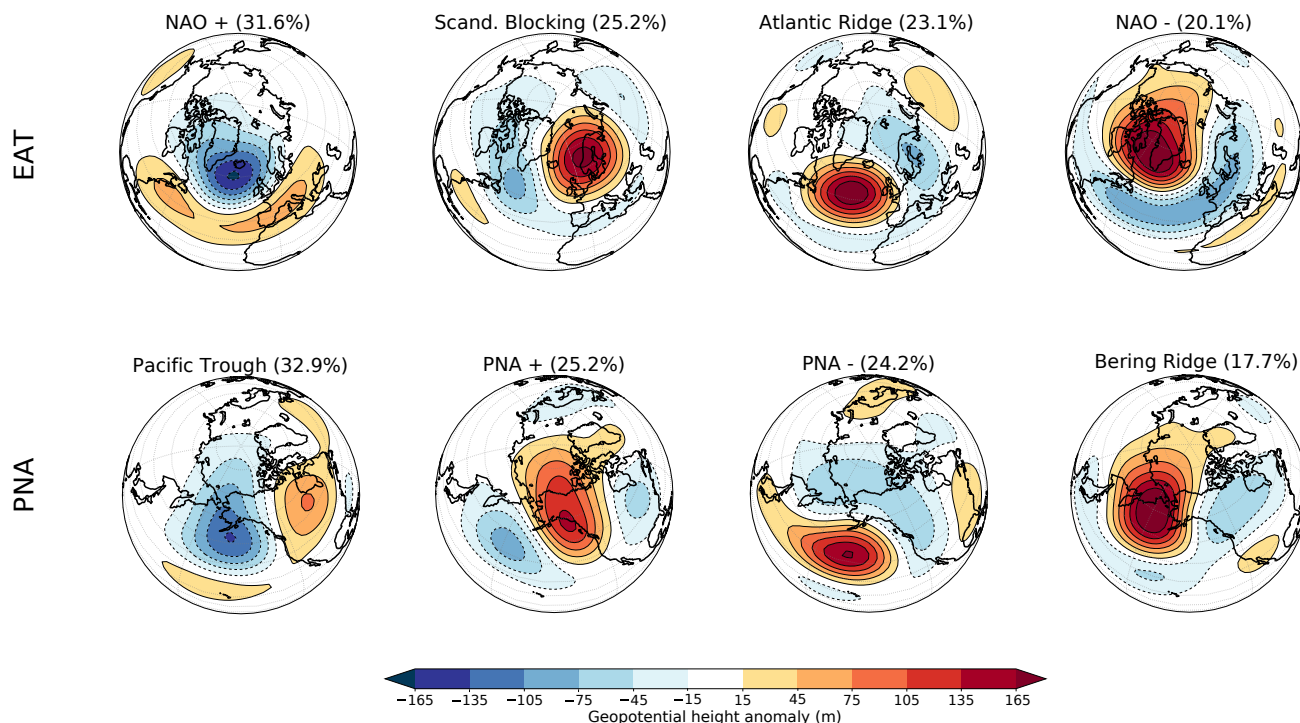 NAO + (31.6%)
Scand. Blocking (25.2%)
Atlantic Ridge (23.1%)
NAO - (20.1%)
EAT
Pacific Trough (32.9%)
PNA + (25.2%)
PNA - (24.2%)
Bering Ridge (17.7%)
PNA
−165 −135 −105 −75 −45 −15 15 45 75 105 135 165
Geopotential height anomaly (m)